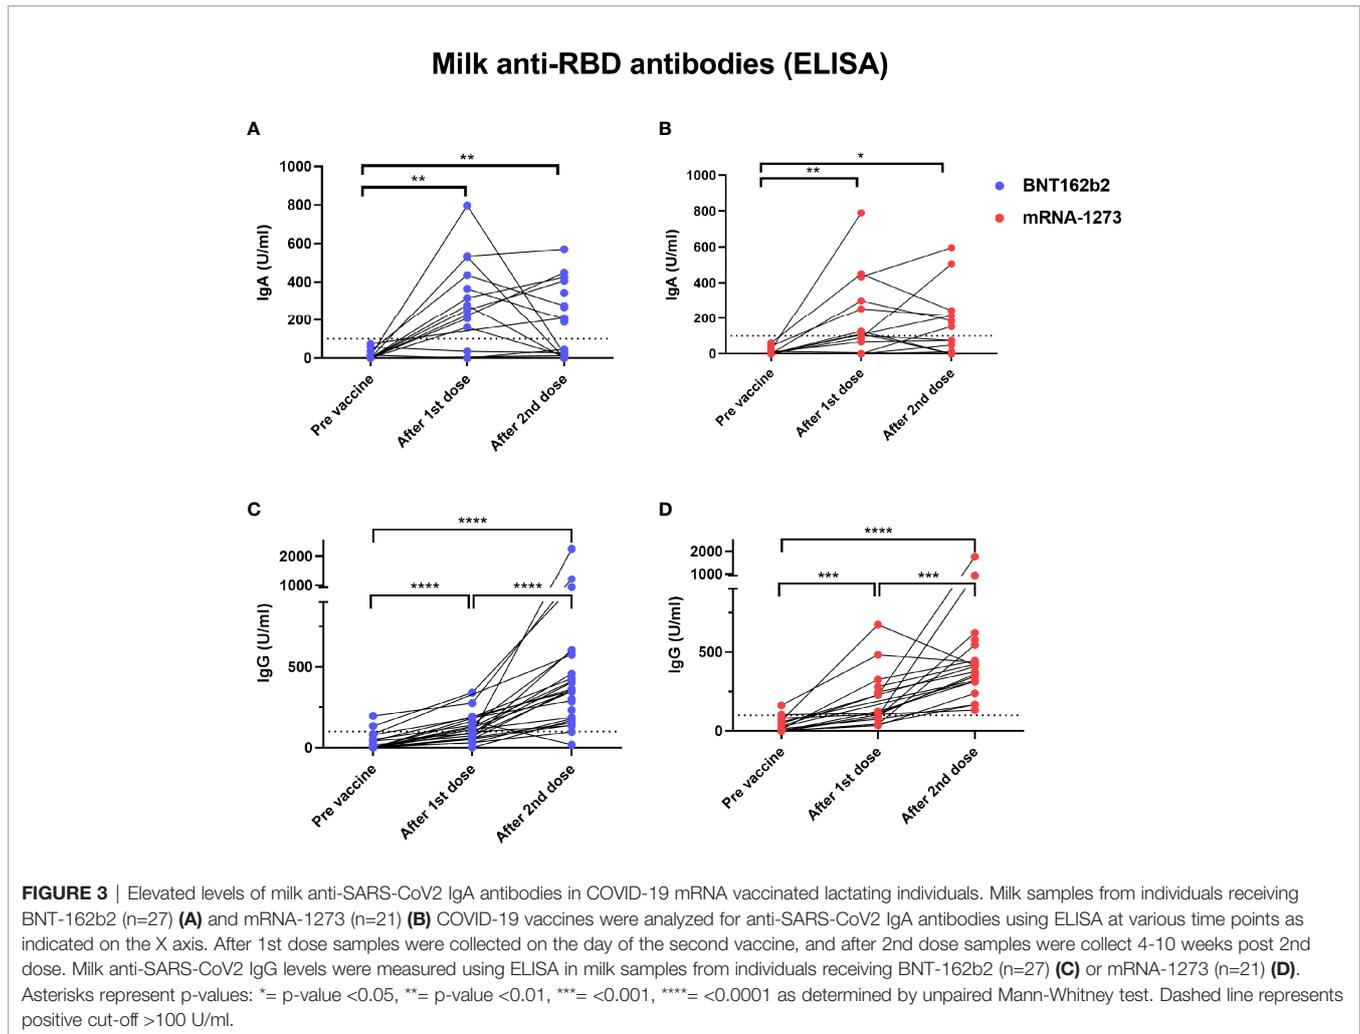 Milk anti-RBD antibodies (ELISA)
A
1000
800
600
400
200
0
IgA (U/ml)
**
**
Pre vaccine
After 1st dose
After 2nd dose
B
1000
800
600
400
200
0
IgA (U/ml)
*
**
Pre vaccine
After 1st dose
After 2nd dose
BNT162b2
mRNA-1273
C
2000
1000
500
0
IgG (U/ml)
****
****
****
Pre vaccine
After 1st dose
After 2nd dose
D
2000
1000
500
0
IgG (U/ml)
****
***
***
Pre vaccine
After 1st dose
After 2nd dose
FIGURE 3 | Elevated levels of milk anti-SARS-CoV2 IgA antibodies in COVID-19 mRNA vaccinated lactating individuals. Milk samples from individuals receiving
BNT-162b2 (n=27) (A) and mRNA-1273 (n=21) (B) COVID-19 vaccines were analyzed for anti-SARS-CoV2 IgA antibodies using ELISA at various time points as
indicated on the X axis. After 1st dose samples were collected on the day of the second vaccine, and after 2nd dose samples were collect 4-10 weeks post 2nd
dose. Milk anti-SARS-CoV2 IgG levels were measured using ELISA in milk samples from individuals receiving BNT-162b2 (n=27) (C) or mRNA-1273 (n=21) (D).
Asterisks represent p-values: *= p-value <0.05, **= p-value <0.01, ***= <0.001, ****= <0.0001 as determined by unpaired Mann-Whitney test. Dashed line represents
positive cut-off >100 U/ml.